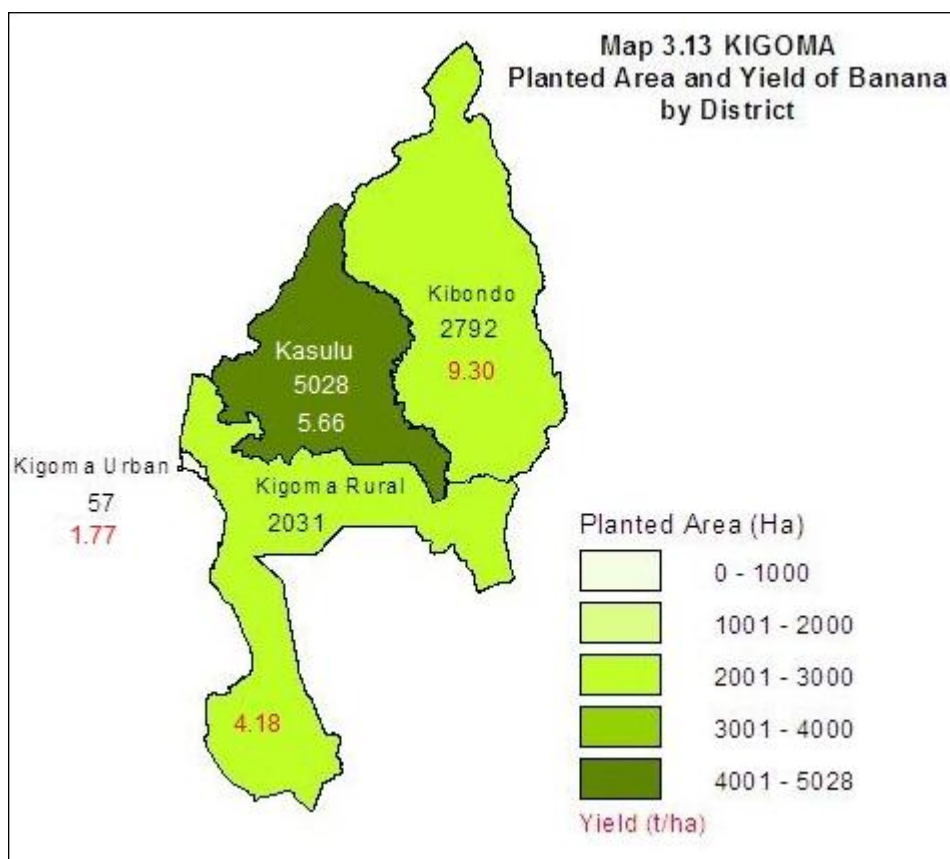 Map 3.13 KIGOMA
Planted Area and Yield of Banana
by District
Kibondo
2792
9.30
Kasulu
5028
5.66
Kigoma Urban
57
1.77
Kigoma Rural
2031
4.18
Planted Area (Ha)
0 - 1000
1001 - 2000
2001 - 3000
3001 - 4000
4001 - 5028
Yield (t/ha)